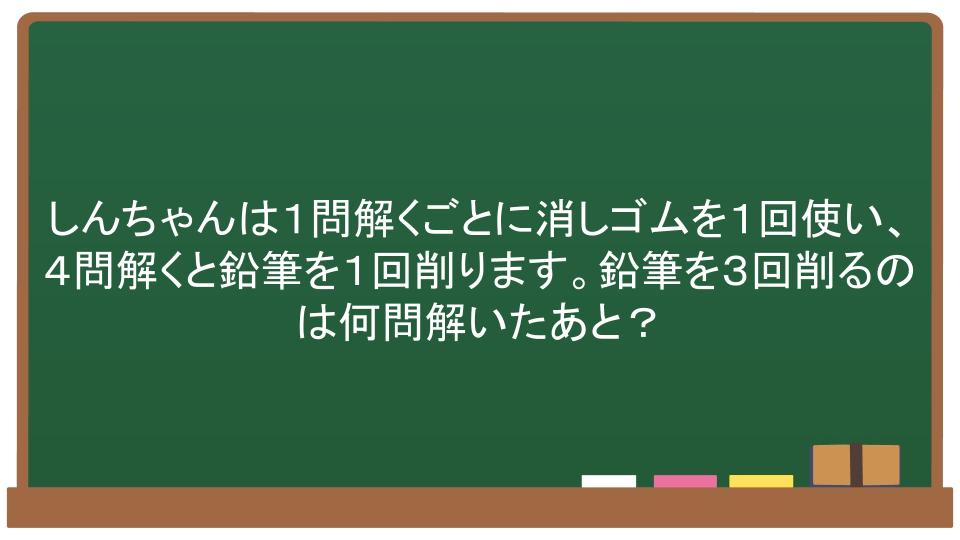 しんちゃんは１問解くごとに消しゴムを１回使い、
４問解くと鉛筆を１回削ります。鉛筆を３回削るの
は何問解いたあと？